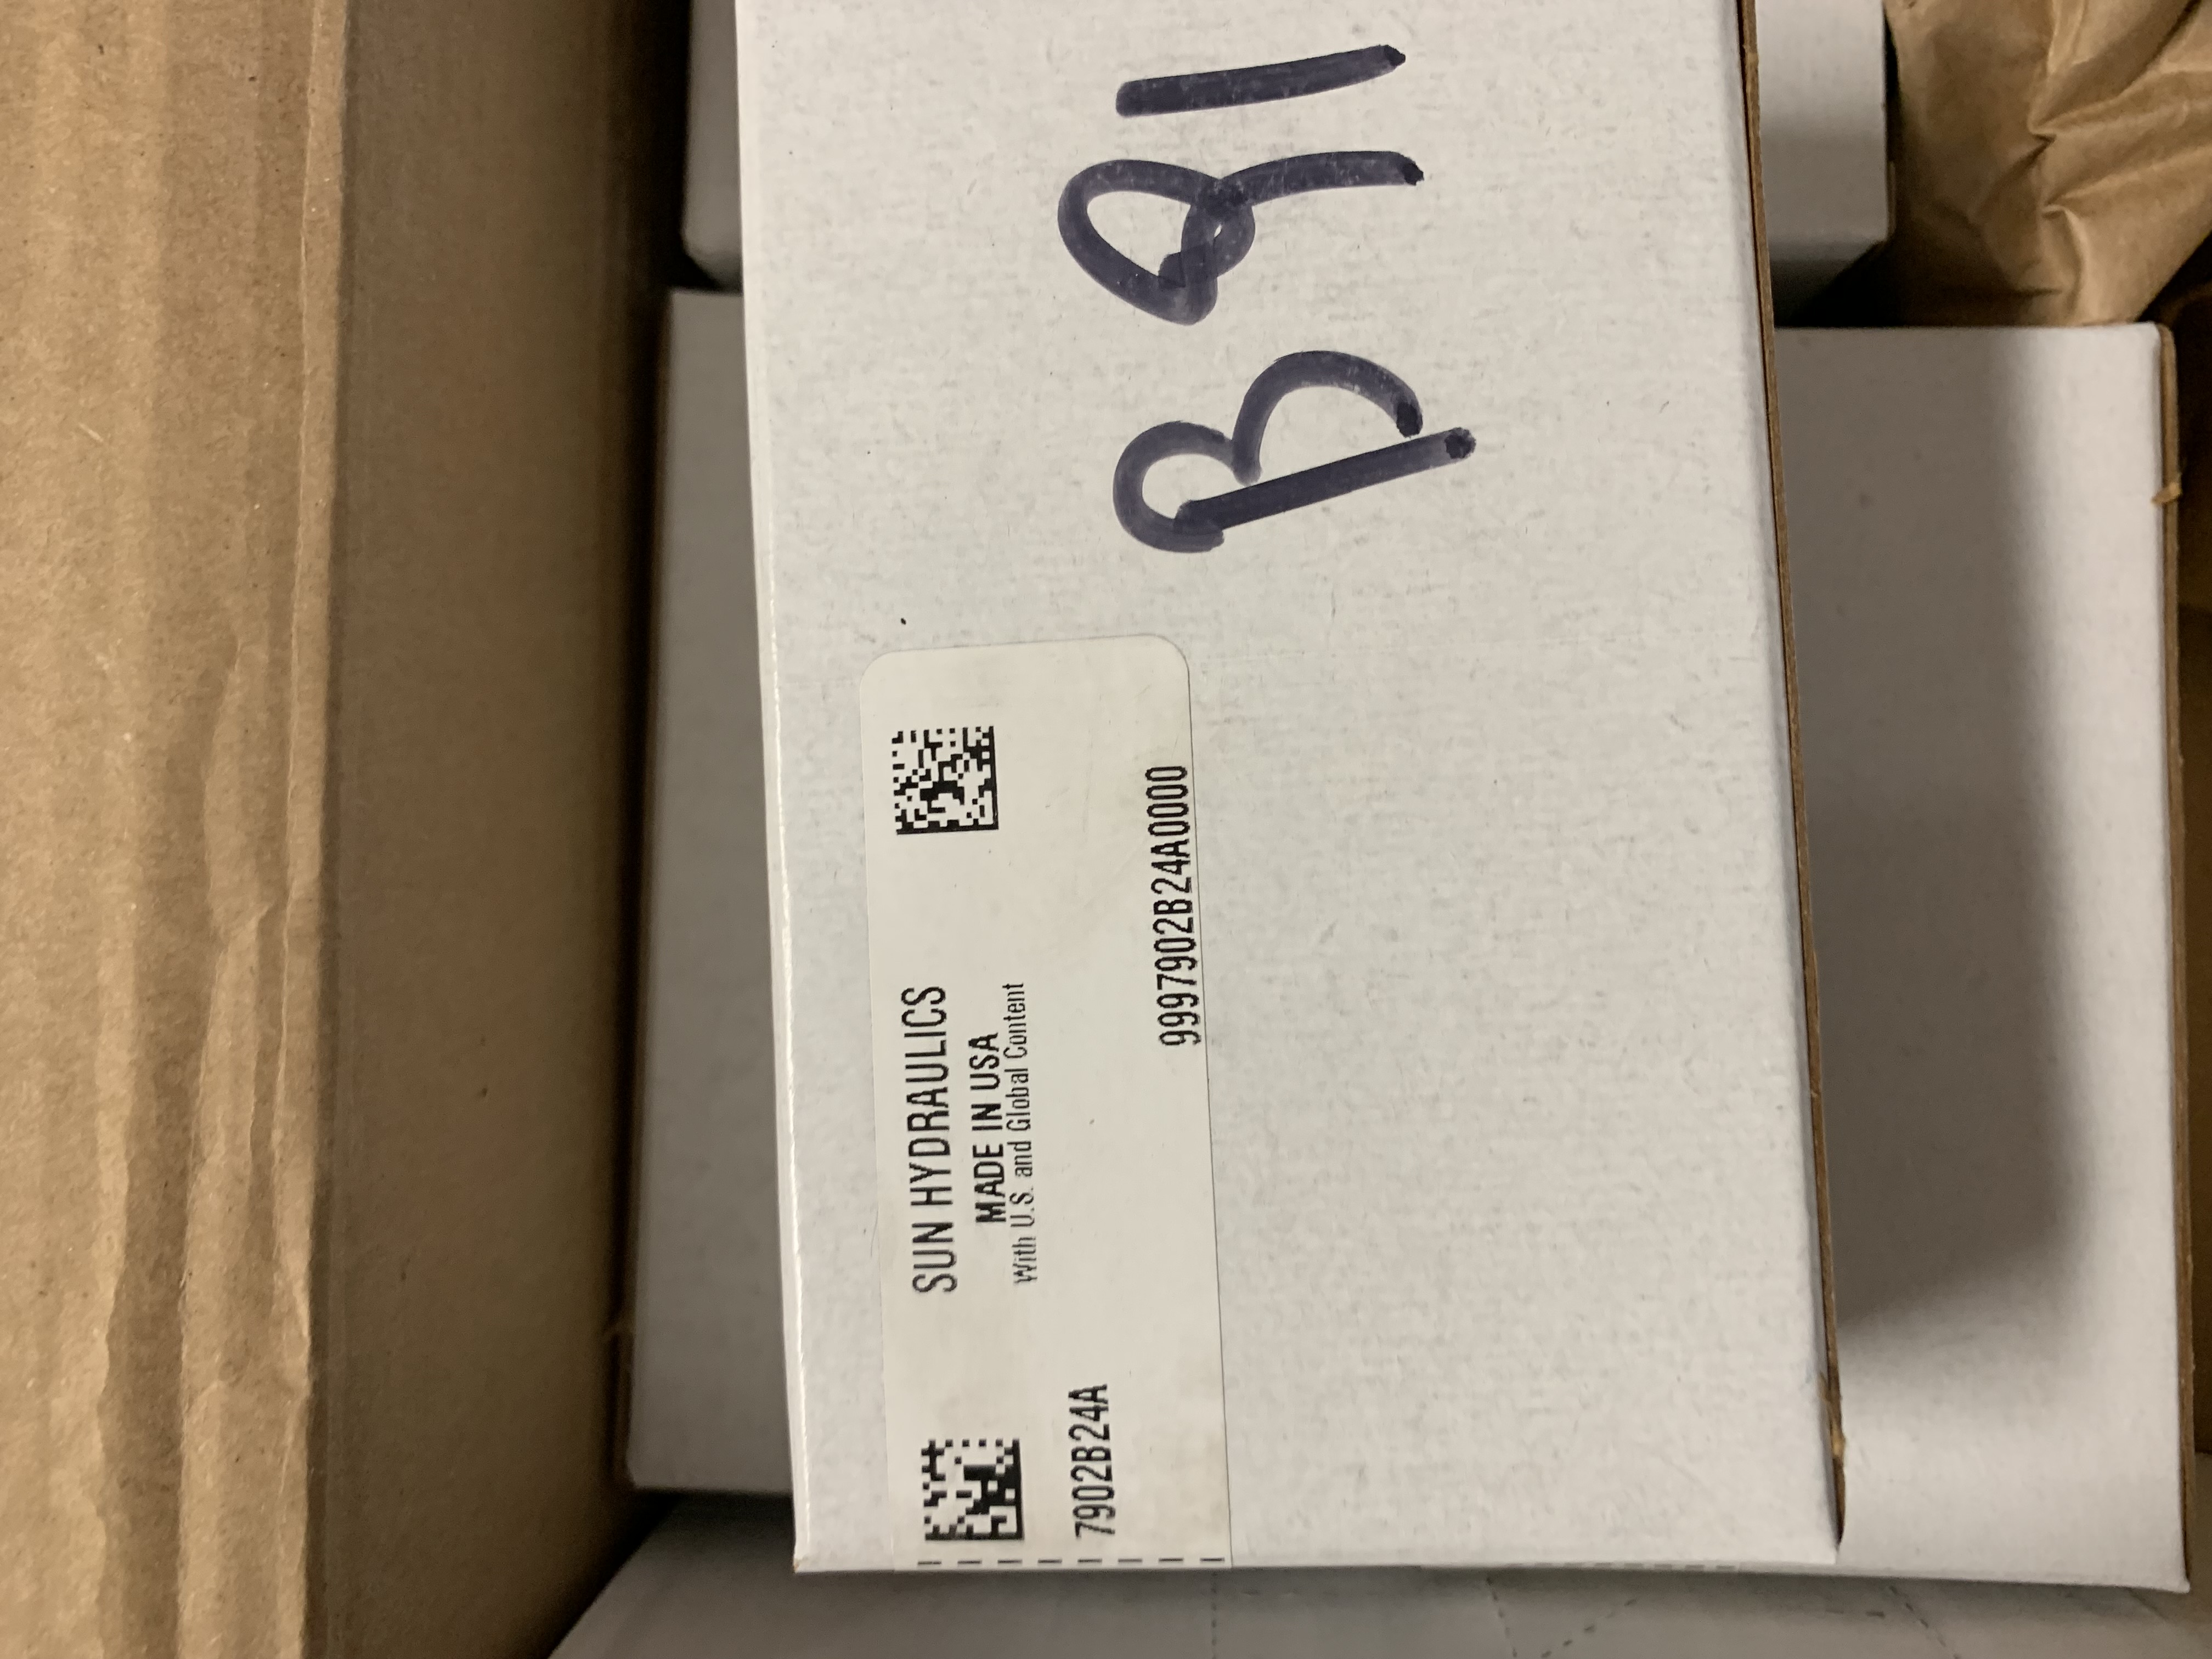 B91
SUN HYDRAULICS
MADE IN USA
With U.S. and Global Content
7902B24A
9997902B24A0000